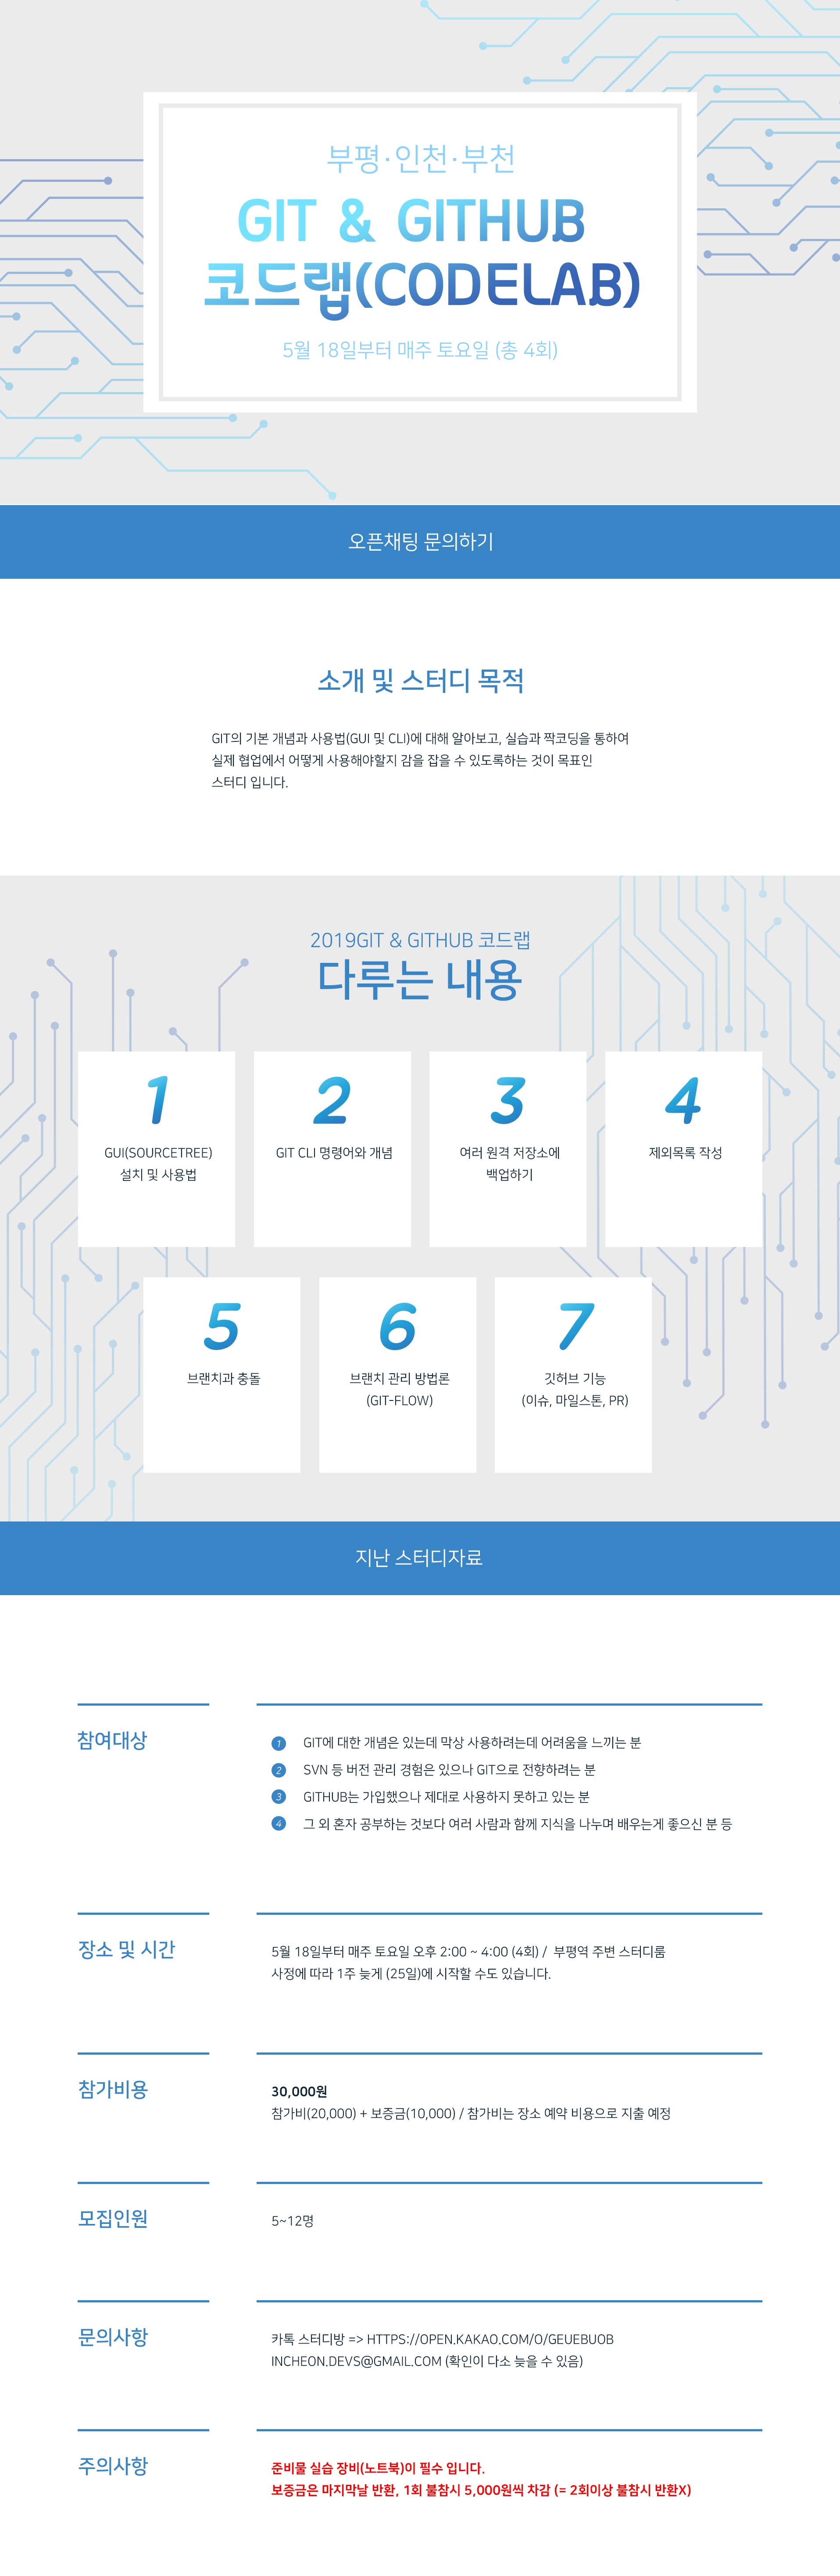 부평·인천·부천
GIT & GITHUB
코드랩(CODELAB)
5월 18일부터 매주 토요일 (총 4회)
오픈채팅 문의하기
소개 및 스터디 목적
GIT의 기본 개념과 사용법(GUI 및 CLI)에 대해 알아보고, 실습과 짝코딩을 통하여
실제 협업에서 어떻게 사용해야할지 감을 잡을 수 있도록하는 것이 목표인
스터디 입니다.
2019GIT & GITHUB 코드랩
다루는 내용
1
GUI(SOURCETREE)
설치 및 사용법
2
GIT CLI 명령어와 개념
3
여러 원격 저장소에
백업하기
4
제외목록 작성
5
브랜치과 충돌
6
브랜치 관리 방법론
(GIT-FLOW)
7
깃허브 기능
(이슈, 마일스톤, PR)
지난 스터디자료
참여대상
1 GIT에 대한 개념은 있는데 막상 사용하려는데 어려움을 느끼는 분
2 SVN 등 버전 관리 경험은 있으나 GIT으로 전향하려는 분
3 GITHUB는 가입했으나 제대로 사용하지 못하고 있는 분
4 그 외 혼자 공부하는 것보다 여러 사람과 함께 지식을 나누며 배우는게 좋으신 분 등
장소 및 시간
5월 18일부터 매주 토요일 오후 2:00 ~ 4:00 (4회) / 부평역 주변 스터디룸
사정에 따라 1주 늦게 (25일)에 시작할 수도 있습니다.
참가비용
30,000원
참가비(20,000) + 보증금(10,000) / 참가비는 장소 예약 비용으로 지출 예정
모집인원
5~12명
문의사항
카톡 스터디방 => HTTPS://OPEN.KAKAO.COM/O/GEUEBUOB
INCHEON.DEVS@GMAIL.COM (확인이 다소 늦을 수 있음)
주의사항
준비물 실습 장비(노트북)이 필수 입니다.
보증금은 마지막날 반환, 1회 불참시 5,000원씩 차감 (= 2회이상 불참시 반환X)